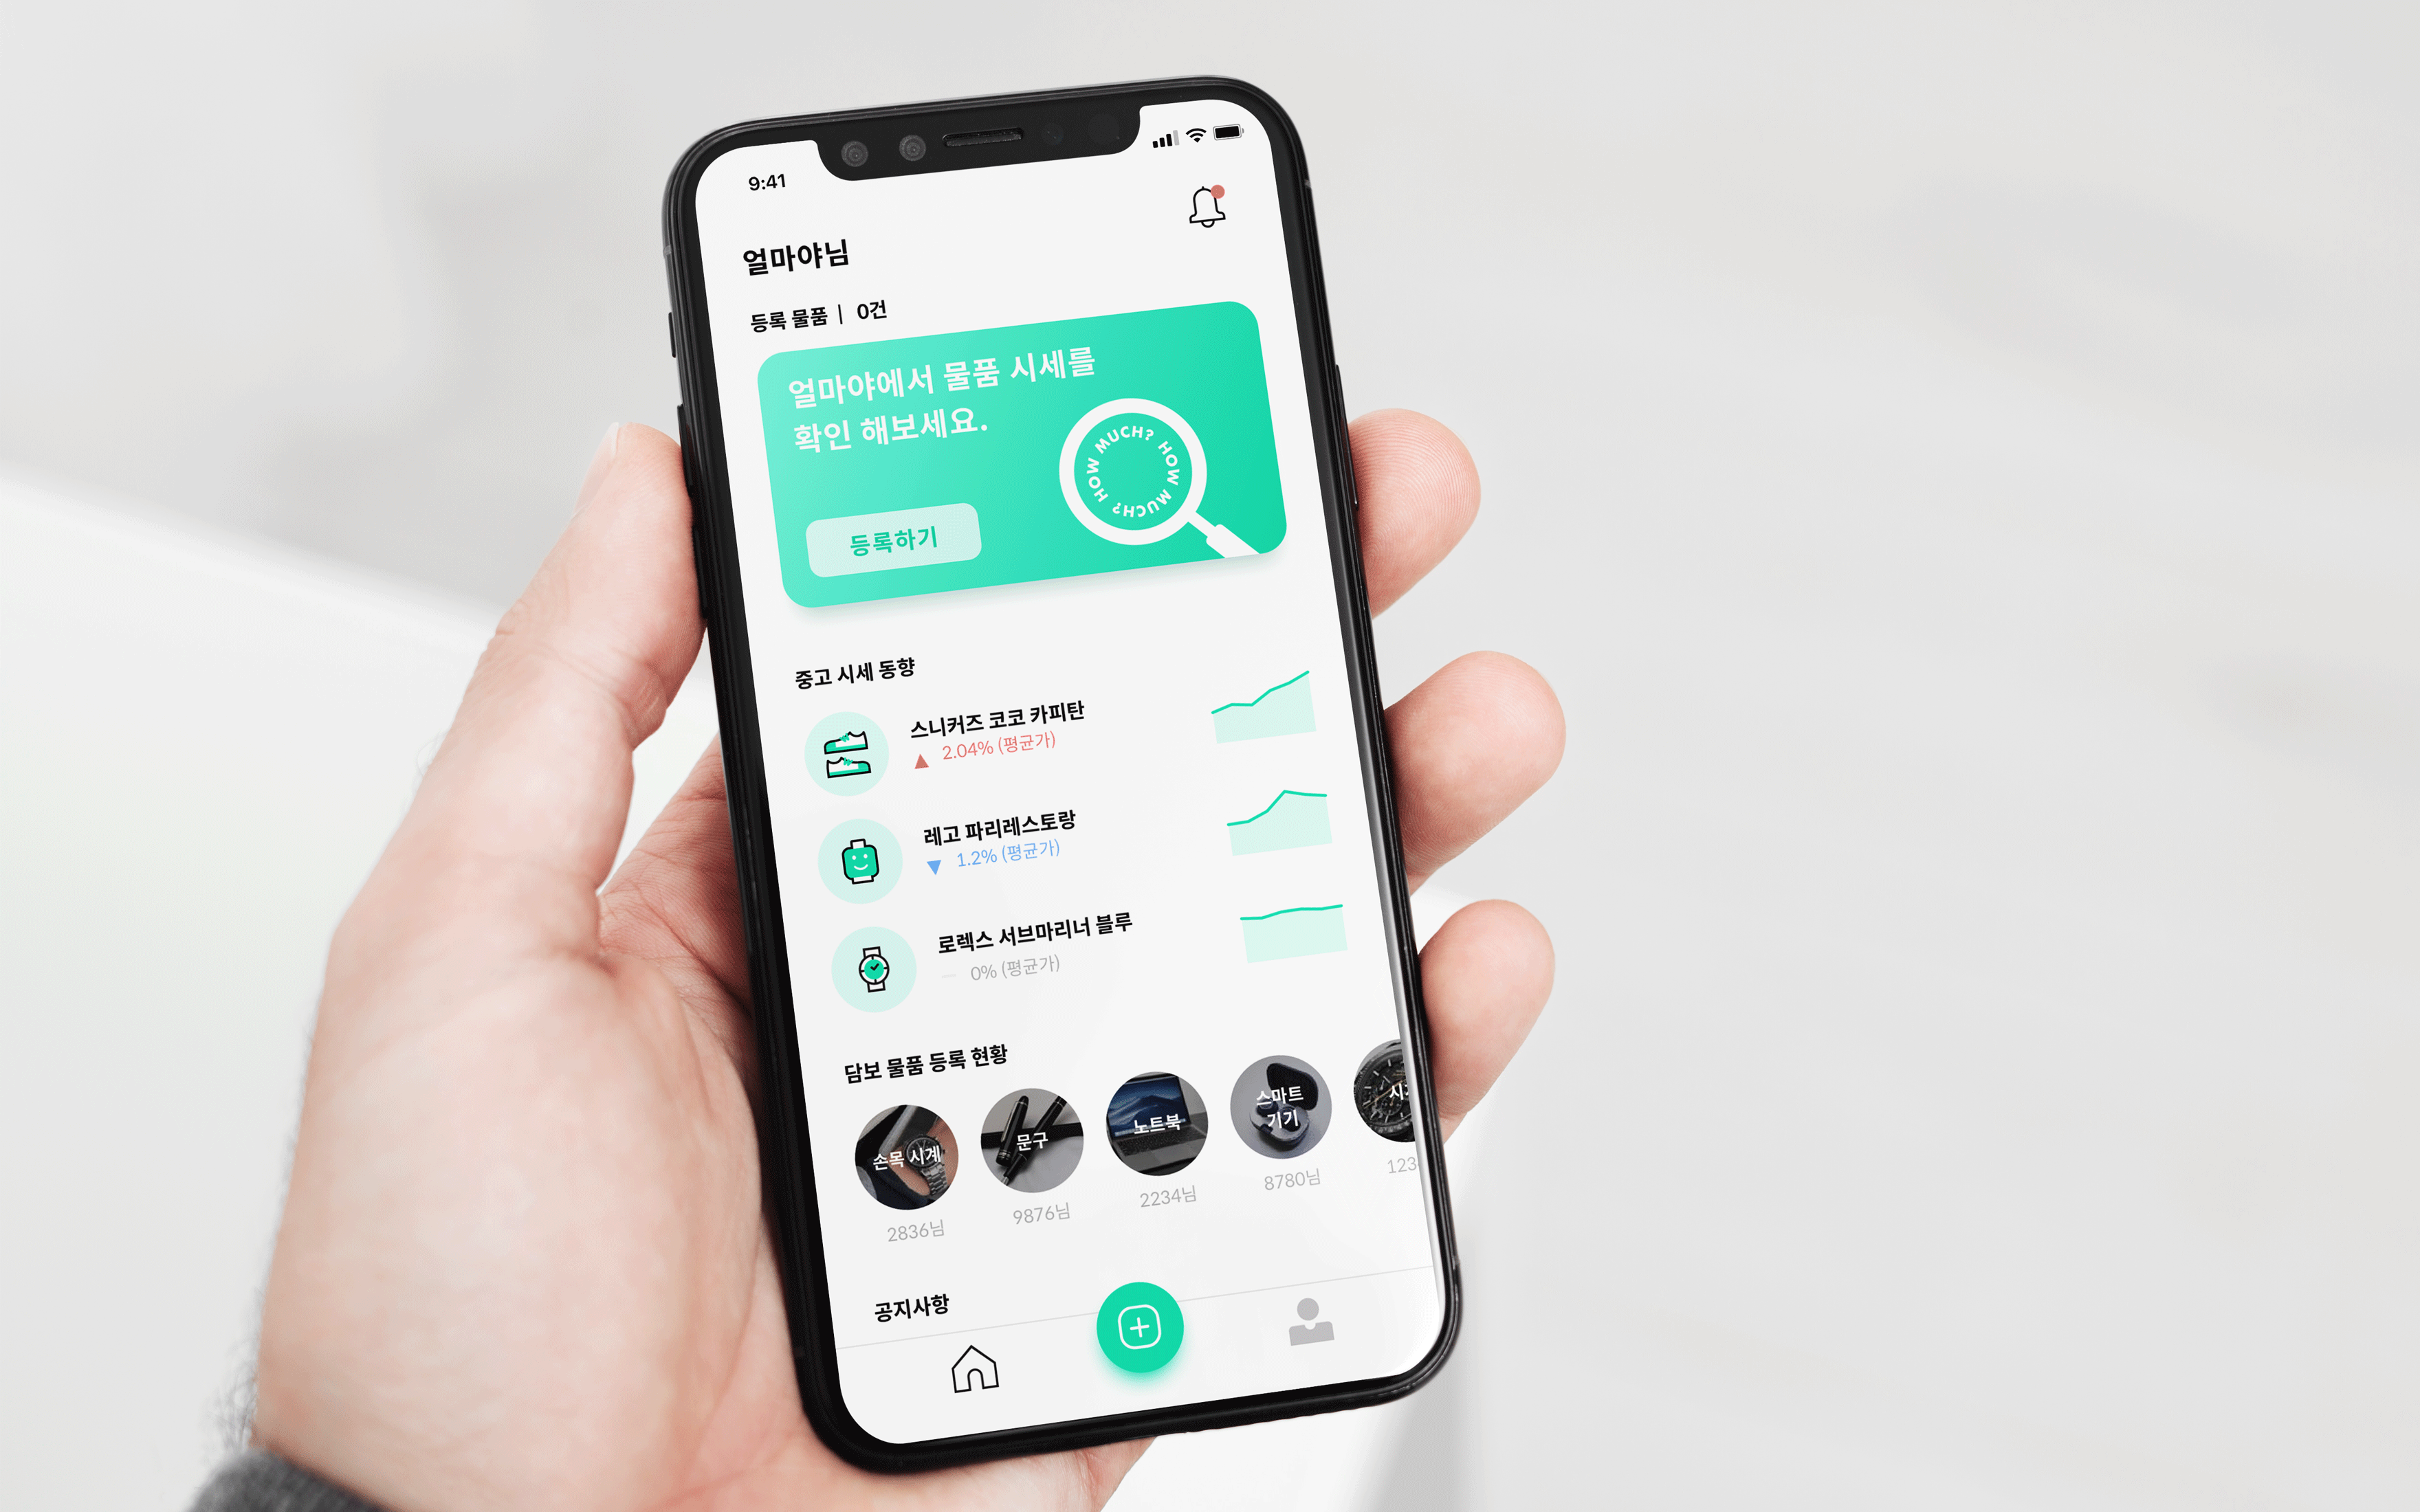 9:41
얼마야님
등록 물품 | 0건
얼마야에서 물품 시세를
확인 해보세요.
HOW MUCH? HOW MUCH?
등록하기
중고 시세 동향
스니커즈 코코 카피탄
▲ 2.04% (평균가)
레고 파리레스토랑
▼ 1.2% (평균가)
로렉스 서브마리너 블루
– 0% (평균가)
담보 물품 등록 현황
손목 시계
문구
노트북
스마트
기기
2836님
9876님
2234님
8780님
123
공지사항